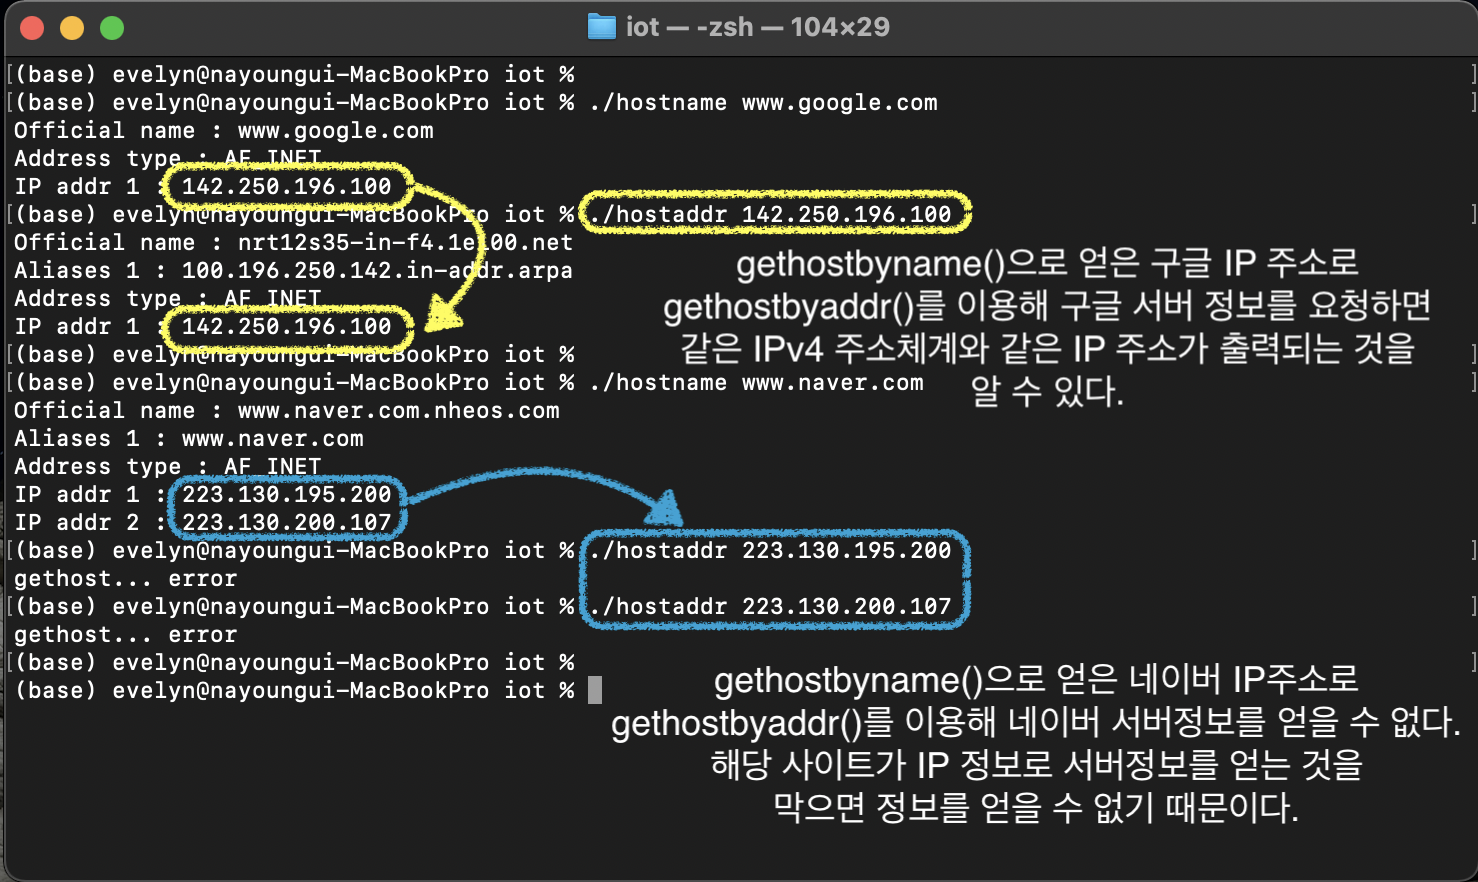 iot — -zsh — 104×29
[(base) evelyn@nayoungui-MacBookPro iot % ]
[(base) evelyn@nayoungui-MacBookPro iot % ./hostname www.google.com ]
Official name : www.google.com
Address type : AF_INET
IP addr 1 : 142.250.196.100
[(base) evelyn@nayoungui-MacBookPro iot % ./hostaddr 142.250.196.100 ]
Official name : nrt12s35-in-f4.1e100.net
Aliases 1 : 100.196.250.142.in-addr.arpa
Address type : AF_INET
IP addr 1 : 142.250.196.100
gethostbyname()으로 얻은 구글 IP 주소로
gethostbyaddr()를 이용해 구글 서버 정보를 요청하면
같은 IPv4 주소체계와 같은 IP 주소가 출력되는 것을
알 수 있다.
[(base) evelyn@nayoungui-MacBookPro iot % ]
[(base) evelyn@nayoungui-MacBookPro iot % ./hostname www.naver.com ]
Official name : www.naver.com.nheos.com
Aliases 1 : www.naver.com
Address type : AF_INET
IP addr 1 : 223.130.195.200
IP addr 2 : 223.130.200.107
[(base) evelyn@nayoungui-MacBookPro iot % ./hostaddr 223.130.195.200 ]
gethost... error
[(base) evelyn@nayoungui-MacBookPro iot % ./hostaddr 223.130.200.107 ]
gethost... error
[(base) evelyn@nayoungui-MacBookPro iot % ]
(base) evelyn@nayoungui-MacBookPro iot %
gethostbyname()으로 얻은 네이버 IP주소로
gethostbyaddr()를 이용해 네이버 서버정보를 얻을 수 없다.
해당 사이트가 IP 정보로 서버정보를 얻는 것을
막으면 정보를 얻을 수 없기 때문이다.